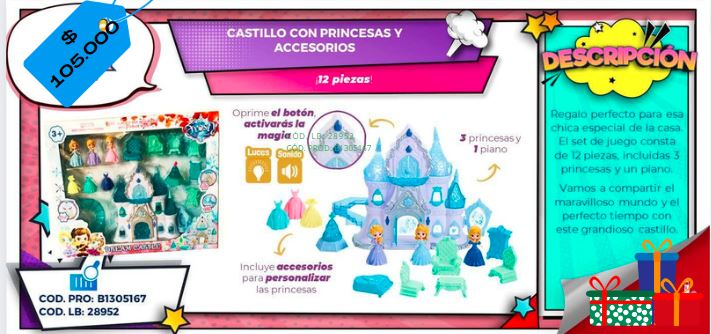 $
105.000
CASTILLO CON PRINCESAS Y
ACCESORIOS
¡12 piezas!
DESCRIPCIÓN
Regalo perfecto para esa
chica especial de la casa.
El set de juego consta
de 12 piezas, incluidas 3
princesas y un piano.
Vamos a compartir el
maravilloso mundo y el
perfecto tiempo con
este grandioso castillo.
Oprime el botón,
activarás la
magia
COD. LB: 28952
COD. PROD: B1305167
Luces
Sonido
3 princesas y
1 piano
3+
DREAM CASTLE
Incluye accesorios
para personalizar
las princesas
COD. PRO: B1305167
COD. LB: 28952